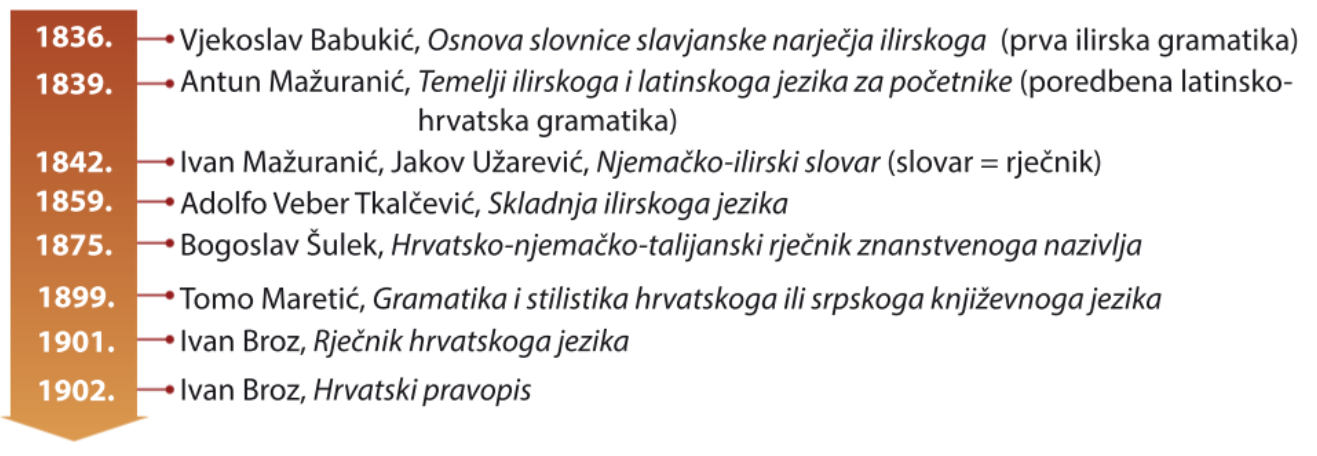 1836. Vjekoslav Babukić, Osnova slovnice slavjanske narječja ilirskoga (prva ilirska gramatika)
1839. Antun Mažuranić, Temelji ilirskoga i latinskoga jezika za početnike (poredbena latinsko-
hrvatska gramatika)
1842. Ivan Mažuranić, Jakov Užarević, Njemačko-ilirski slovar (slovar = rječnik)
1859. Adolfo Veber Tkalčević, Skladnja ilirskoga jezika
1875. Bogoslav Šulek, Hrvatsko-njemačko-talijanski rječnik znanstvenoga nazivlja
1899. Tomo Maretić, Gramatika i stilistika hrvatskoga ili srpskoga književnoga jezika
1901. Ivan Broz, Rječnik hrvatskoga jezika
1902. Ivan Broz, Hrvatski pravopis